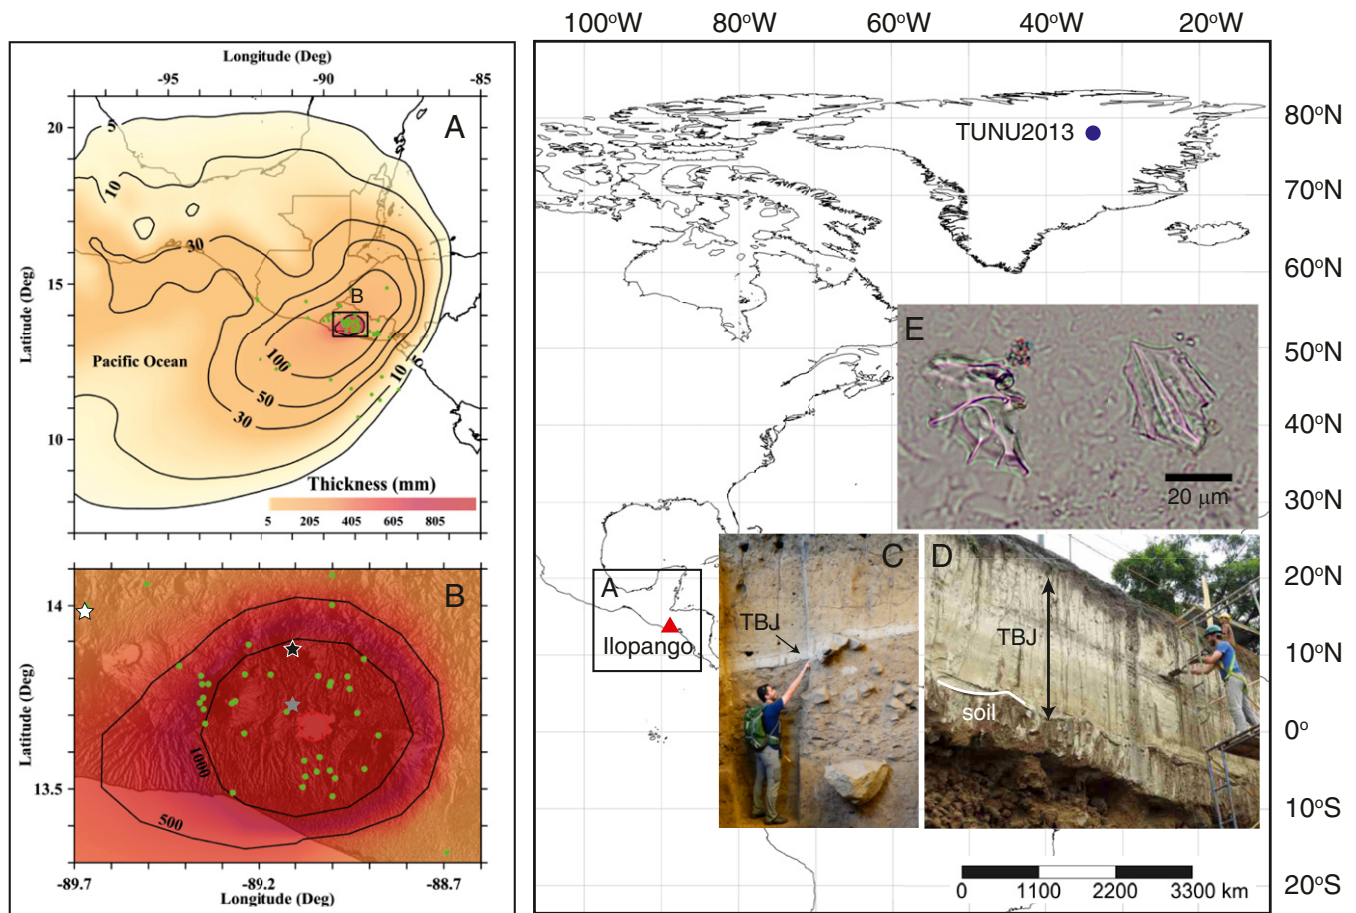 Longitude (Deg)
-95 -90 -85
A
20
15
10
Latitude (Deg)
5
10
30
B
Pacific Ocean
100
50
30
10
5
Thickness (mm)
5 205 405 605 805
B
14
13.5
Latitude (Deg)
1000
500
-89.7 -89.2 -88.7
Longitude (Deg)
100°W 80°W 60°W 40°W 20°W
80°N
70°N
60°N
50°N
40°N
30°N
20°N
10°N
0°
10°S
20°S
TUNU2013
E
20 μm
A
Ilopango
C
TBJ
D
TBJ
soil
0 1100 2200 3300 km